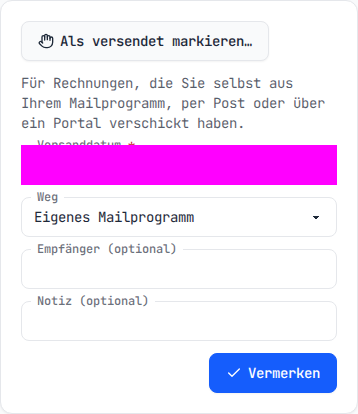 Als versendet markieren…
Für Rechnungen, die Sie selbst aus
Ihrem Mailprogramm, per Post oder über
ein Portal verschickt haben.
Versanddatum *
Weg
Eigenes Mailprogramm
Empfänger (optional)
Notiz (optional)
Vermerken